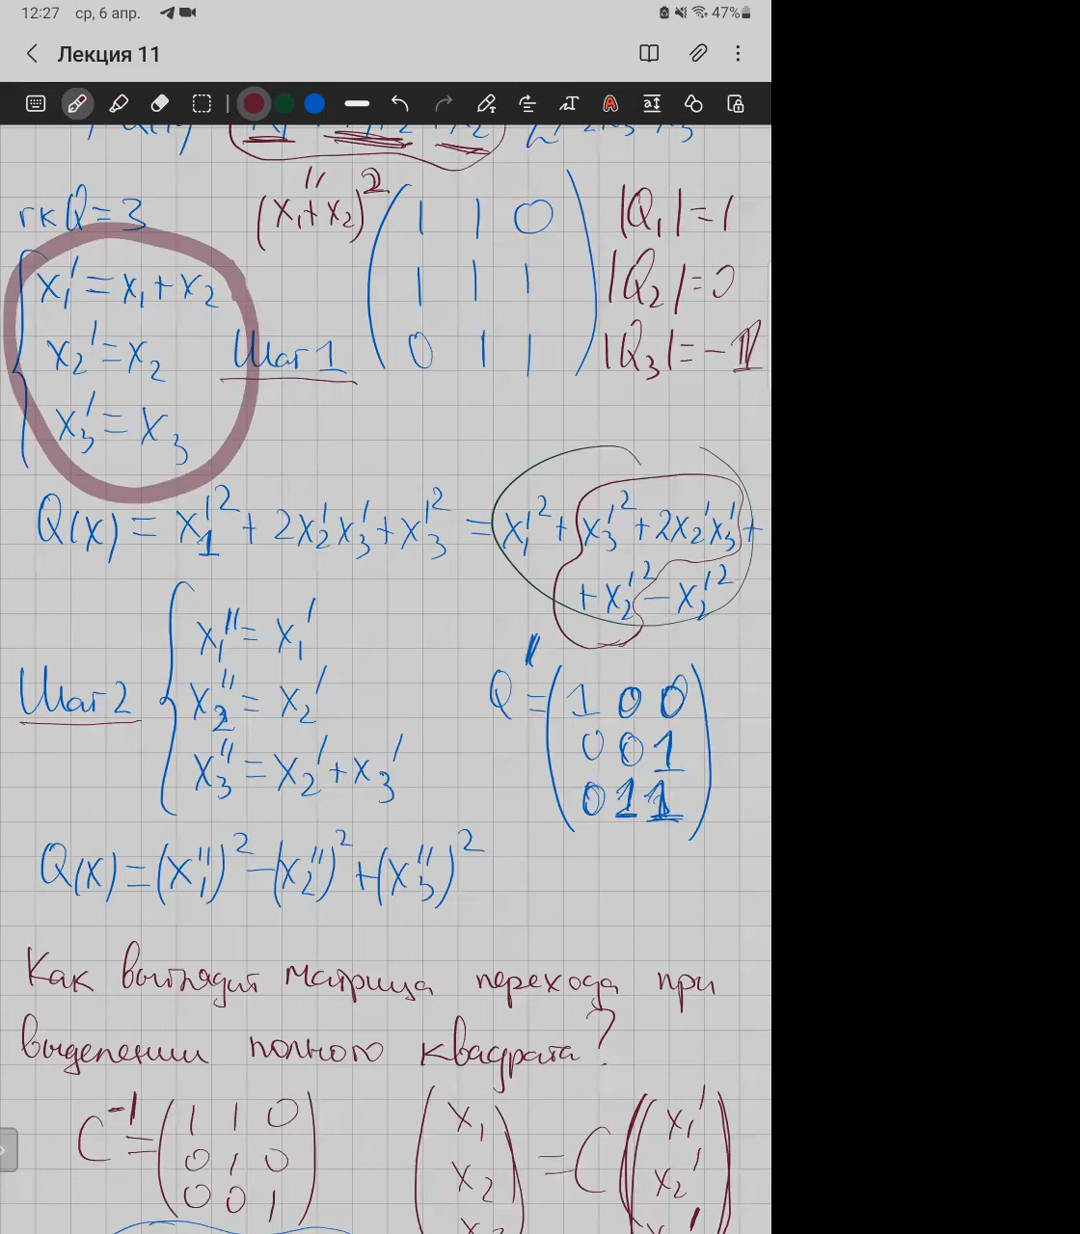 12:27 ср, 6 апр. 47%
Лекция 11
rк Q = 3
(x₁ + x₂)²
( 1 1 0
1 1 1
0 1 1 )
|Q₁| = 1
|Q₂| = 0
|Q₃| = -1
{ x₁' = x₁ + x₂
x₂' = x₂
x₃' = x₃
Шаг 1
Q(x) = x₁'² + 2x₂'x₃' + x₃'² = x₁'² + x₃'² + 2x₂'x₃' +
+ x₂'² - x₂'²
Шаг 2
{ x₁'' = x₁'
x₂'' = x₂'
x₃'' = x₂' + x₃'
Q' = ( 1 0 0
0 0 1
0 1 1 )
Q(x) = (x₁'')² - (x₂'')² + (x₃'')²
Как выглядит матрица перехода при
выделении полного квадрата?
C⁻¹ = ( 1 1 0
0 1 0
0 0 1 )
( x₁
x₂
= C
( x₁'
x₂'